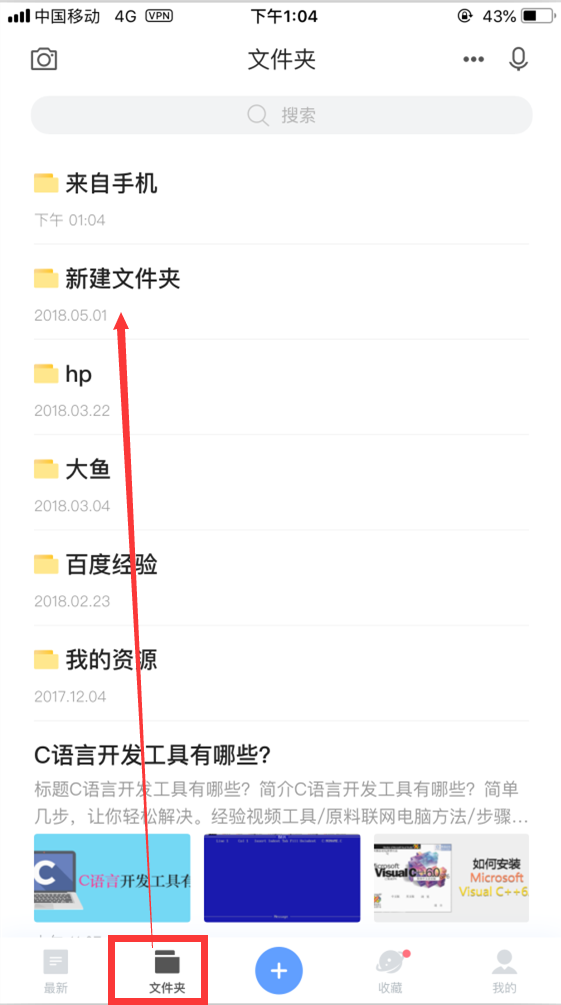 中国移动 4G VPN 下午1:04 43%
文件夹
搜索
来自手机
下午 01:04
新建文件夹
2018.05.01
hp
2018.03.22
大鱼
2018.03.04
百度经验
2018.02.23
我的资源
2017.12.04
C语言开发工具有哪些?
标题C语言开发工具有哪些？简介C语言开发工具有哪些？简单
几步，让你轻松解决。经验视频工具/原料联网电脑方法/步骤...
C
C语言开发工具有
Microsoft
Visual C++6.0
如何安装
Microsoft
Visual C++6.
最新
文件夹
收藏
我的